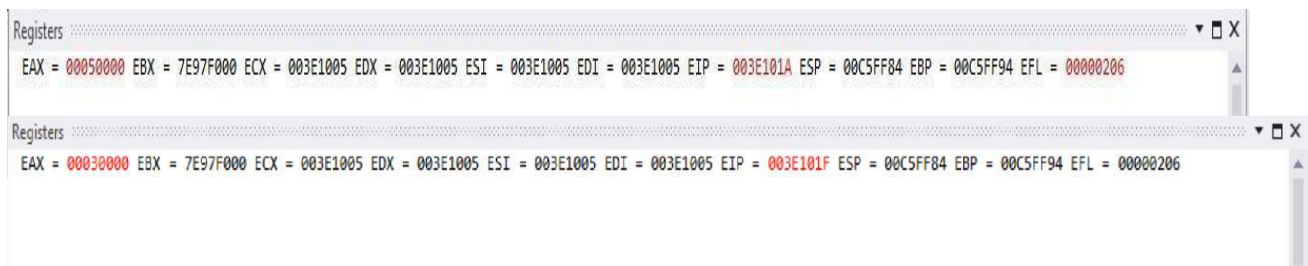 Registers
EAX = 00050000 EBX = 7E97F000 ECX = 003E1005 EDX = 003E1005 ESI = 003E1005 EDI = 003E1005 EIP = 003E101A ESP = 00C5FF84 EBP = 00C5FF94 EFL = 00000206
Registers
EAX = 00030000 EBX = 7E97F000 ECX = 003E1005 EDX = 003E1005 ESI = 003E1005 EDI = 003E1005 EIP = 003E101F ESP = 00C5FF84 EBP = 00C5FF94 EFL = 00000206